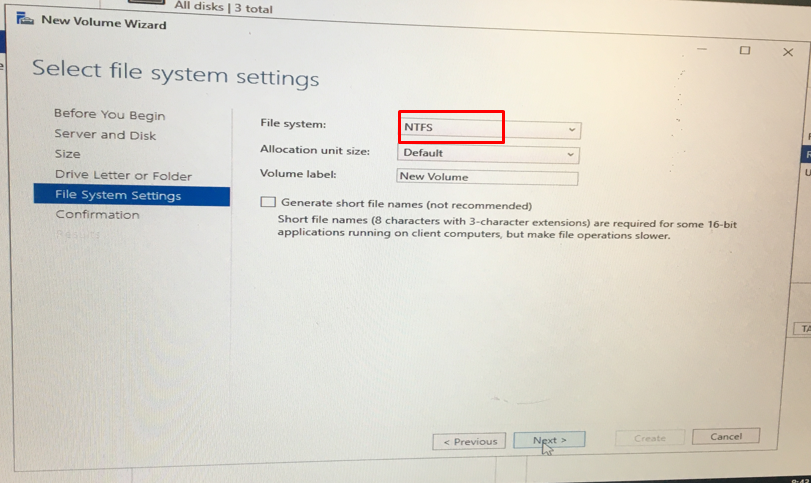 All disks | 3 total
New Volume Wizard
Select file system settings
Before You Begin
Server and Disk
Size
Drive Letter or Folder
File System Settings
Confirmation
Results
File system:
NTFS
Allocation unit size:
Default
Volume label:
New Volume
Generate short file names (not recommended)
Short file names (8 characters with 3-character extensions) are required for some 16-bit
applications running on client computers, but make file operations slower.
< Previous
Next >
Create
Cancel
TA